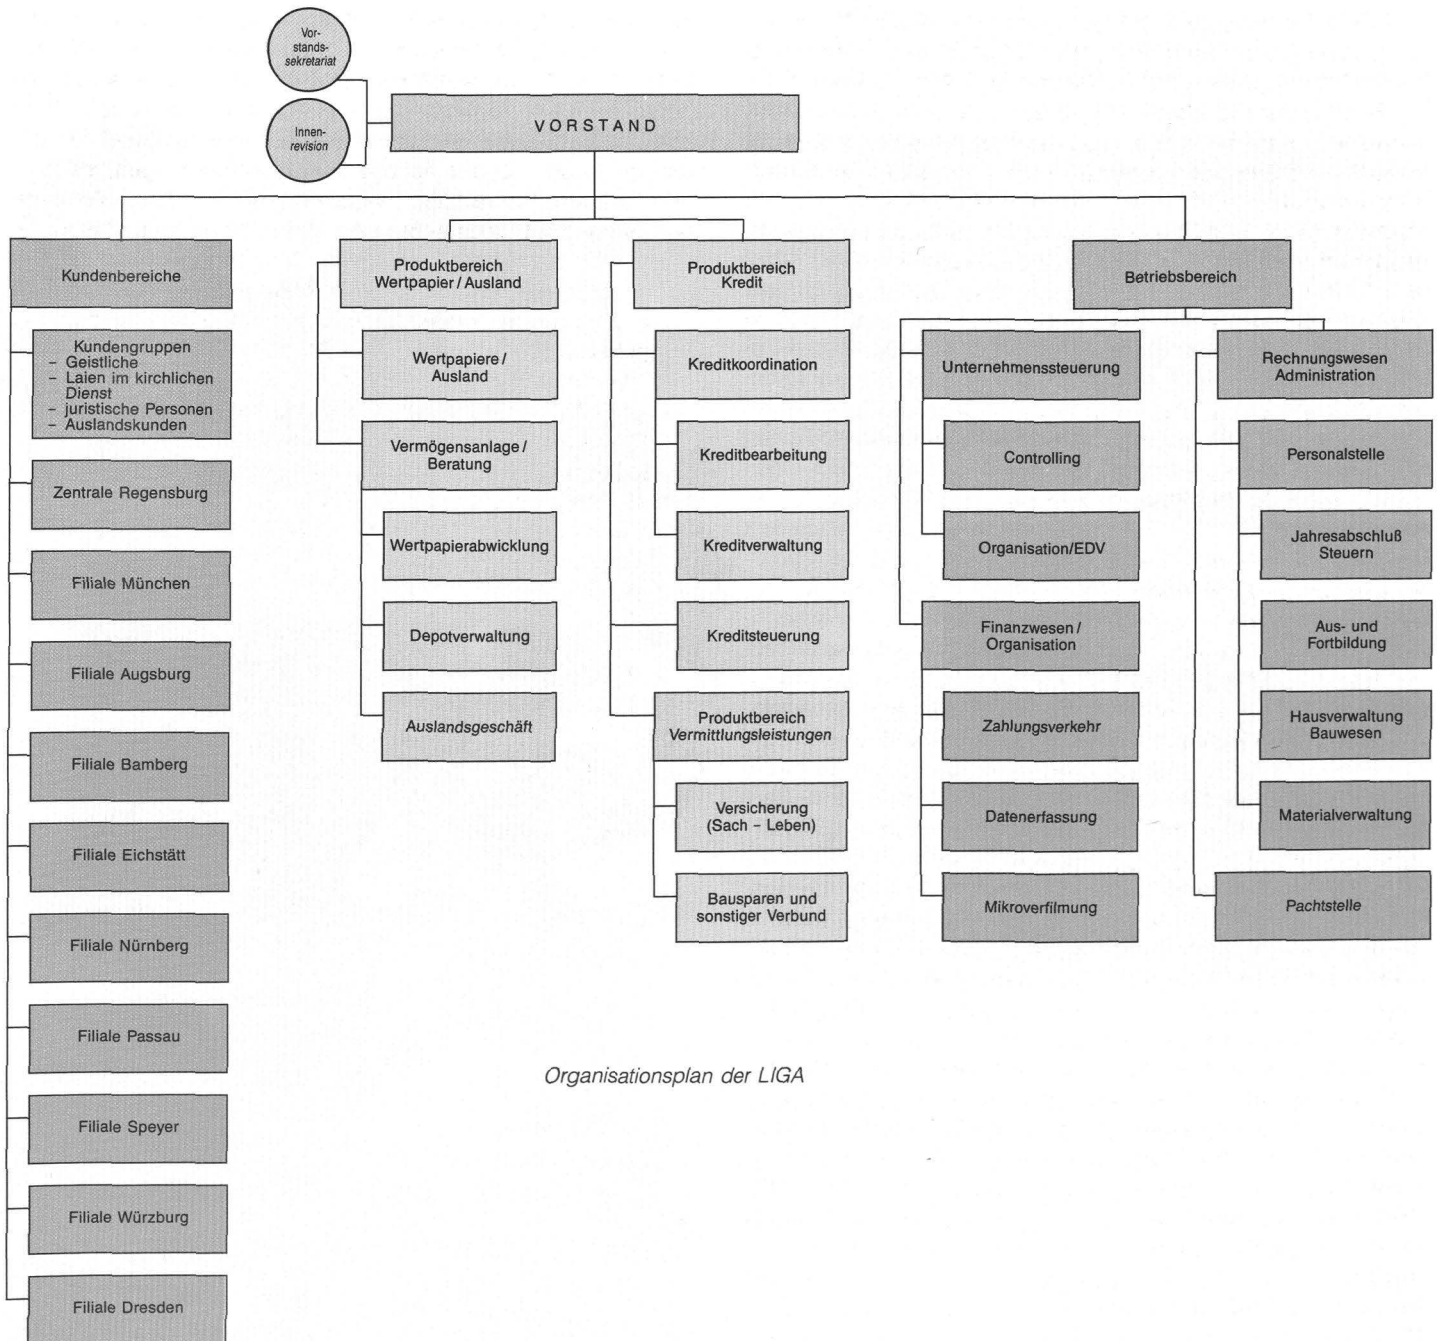 Vor-
stands-
sekretariat
Innen-
revision
VORSTAND
Kundenbereiche
Kundengruppen
– Geistliche
– Laien im kirchlichen
Dienst
– juristische Personen
– Auslandskunden
Zentrale Regensburg
Filiale München
Filiale Augsburg
Filiale Bamberg
Filiale Eichstätt
Filiale Nürnberg
Filiale Passau
Filiale Speyer
Filiale Würzburg
Filiale Dresden
Produktbereich
Wertpapier / Ausland
Wertpapiere /
Ausland
Vermögensanlage /
Beratung
Wertpapierabwicklung
Depotverwaltung
Auslandsgeschäft
Produktbereich
Kredit
Kreditkoordination
Kreditbearbeitung
Kreditverwaltung
Kreditsteuerung
Produktbereich
Vermittlungsleistungen
Versicherung
(Sach – Leben)
Bausparen und
sonstiger Verbund
Betriebsbereich
Unternehmenssteuerung
Controlling
Organisation/EDV
Finanzwesen /
Organisation
Zahlungsverkehr
Datenerfassung
Mikroverfilmung
Rechnungswesen
Administration
Personalstelle
Jahresabschluß
Steuern
Aus- und
Fortbildung
Hausverwaltung
Bauwesen
Materialverwaltung
Pachtstelle
Organisationsplan der LIGA